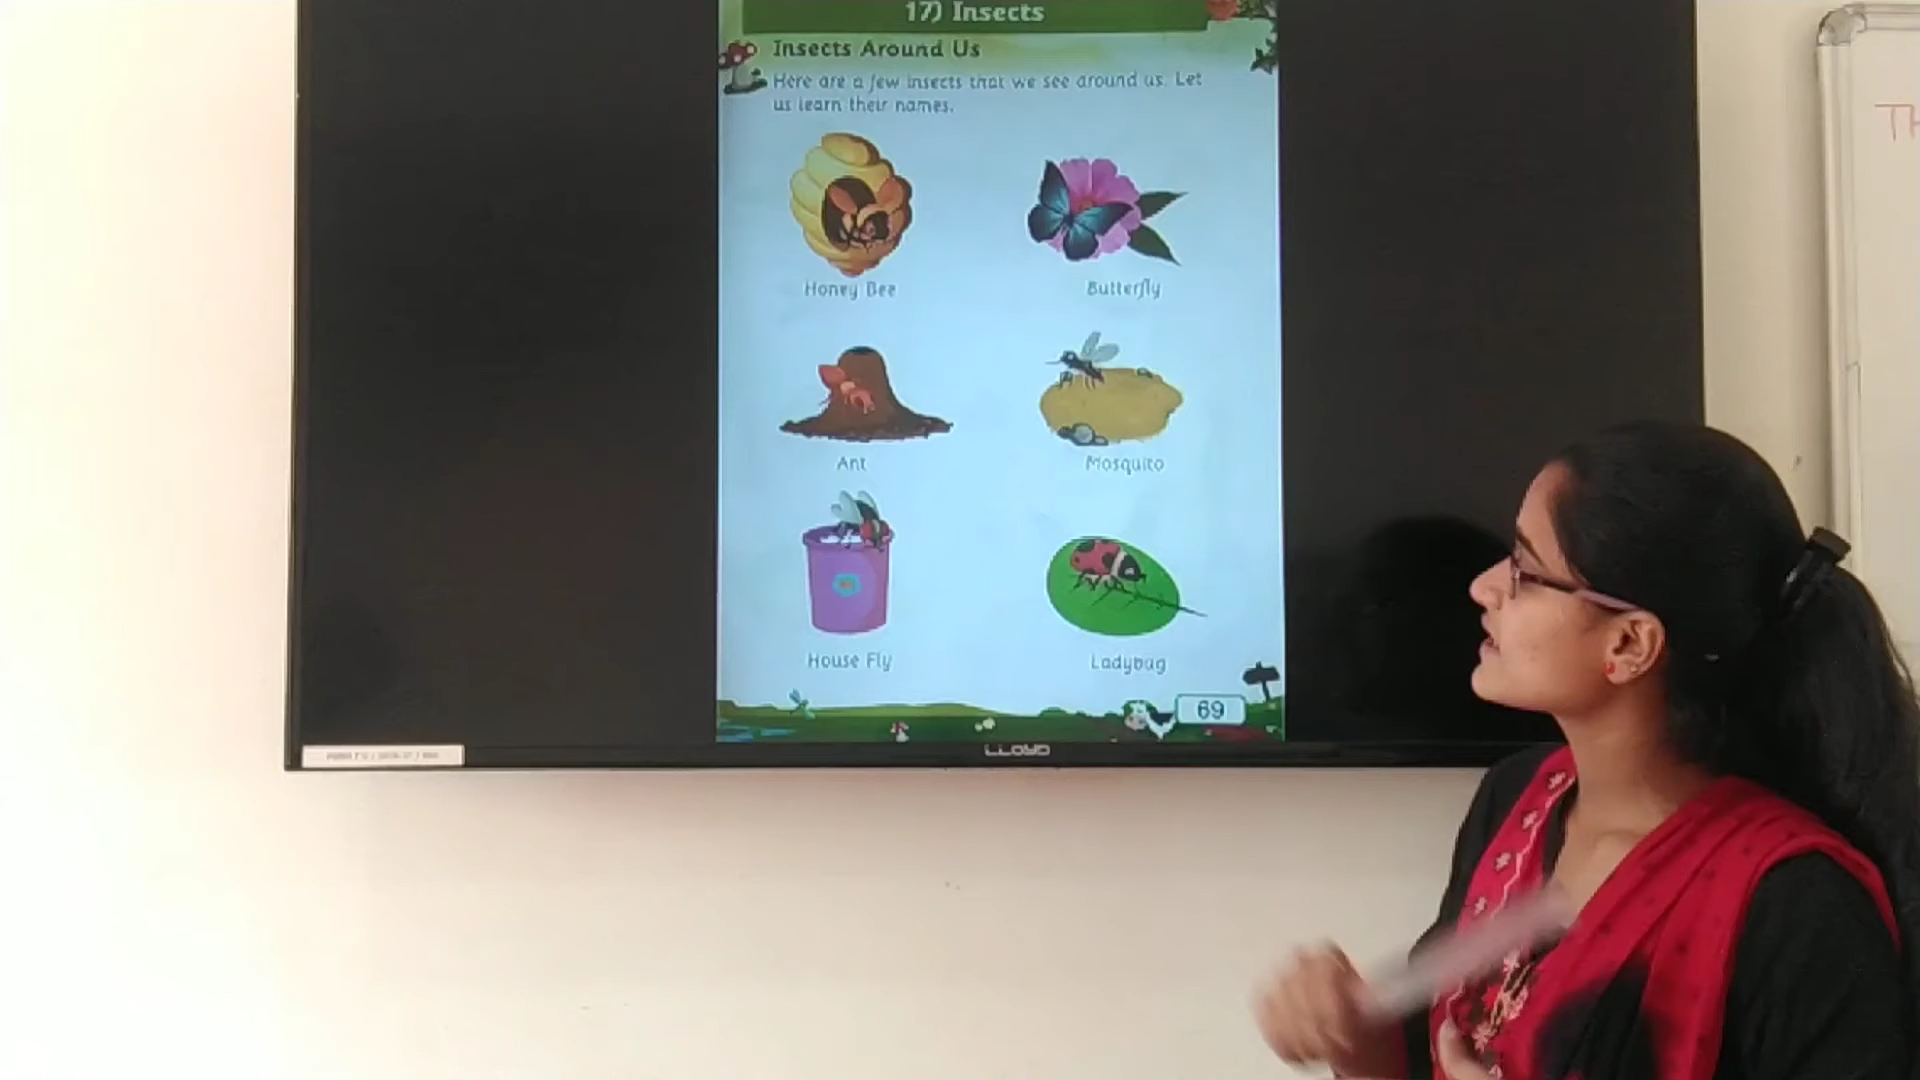 17) Insects
Insects Around Us
Here are a few insects that we see around us. Let
us learn their names.
Honey Bee
Butterfly
Ant
Mosquito
House Fly
Ladybug
69
LLOYD